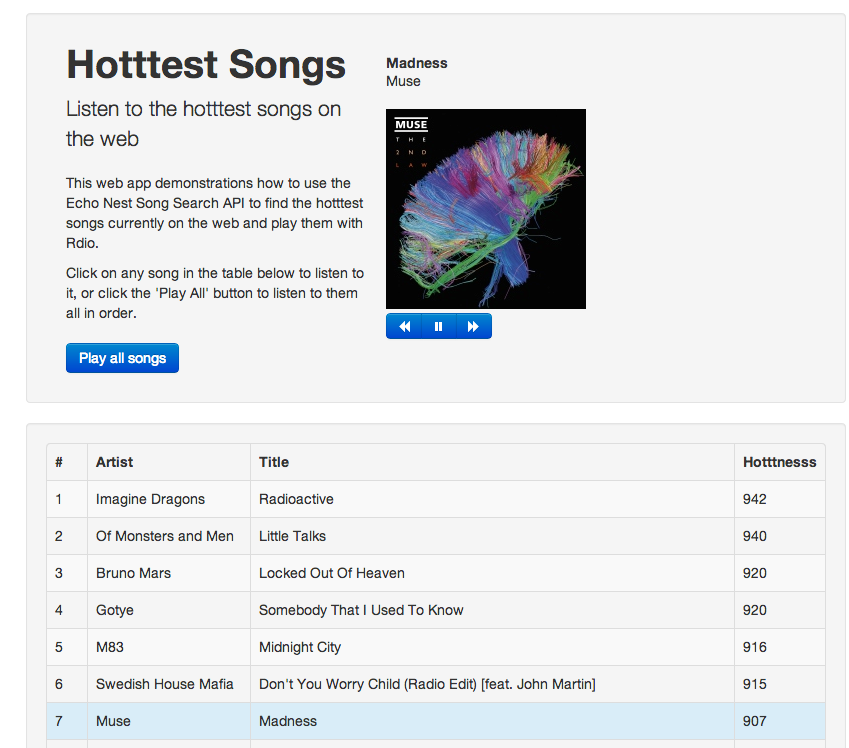 Hotttest Songs
Listen to the hotttest songs on
the web
This web app demonstrations how to use the
Echo Nest Song Search API to find the hotttest
songs currently on the web and play them with
Rdio.
Click on any song in the table below to listen to
it, or click the 'Play All' button to listen to them
all in order.
Play all songs
Madness
Muse
MUSE
T H E
2 N D
L A W
# Artist Title Hotttnesss
1 Imagine Dragons Radioactive 942
2 Of Monsters and Men Little Talks 940
3 Bruno Mars Locked Out Of Heaven 920
4 Gotye Somebody That I Used To Know 920
5 M83 Midnight City 916
6 Swedish House Mafia Don't You Worry Child (Radio Edit) [feat. John Martin] 915
7 Muse Madness 907